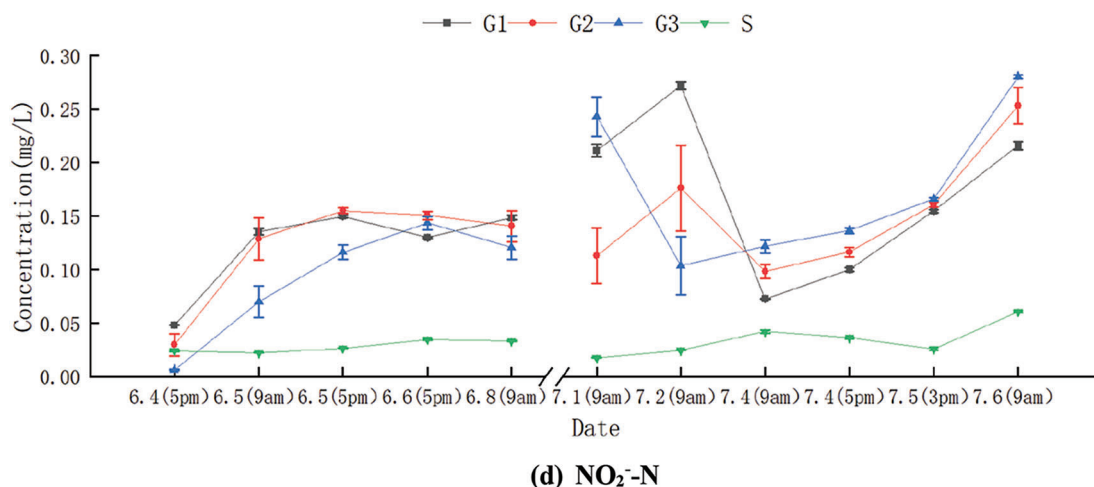 G1 G2 G3 S
0.30
0.25
0.20
0.15
0.10
0.05
0.00
Concentration(mg/L)
6.4(5pm) 6.5(9am) 6.5(5pm) 6.6(5pm) 6.8(9am) 7.1(9am) 7.2(9am) 7.4(9am) 7.4(5pm) 7.5(3pm) 7.6(9am)
Date
(d) NO₂⁻-N